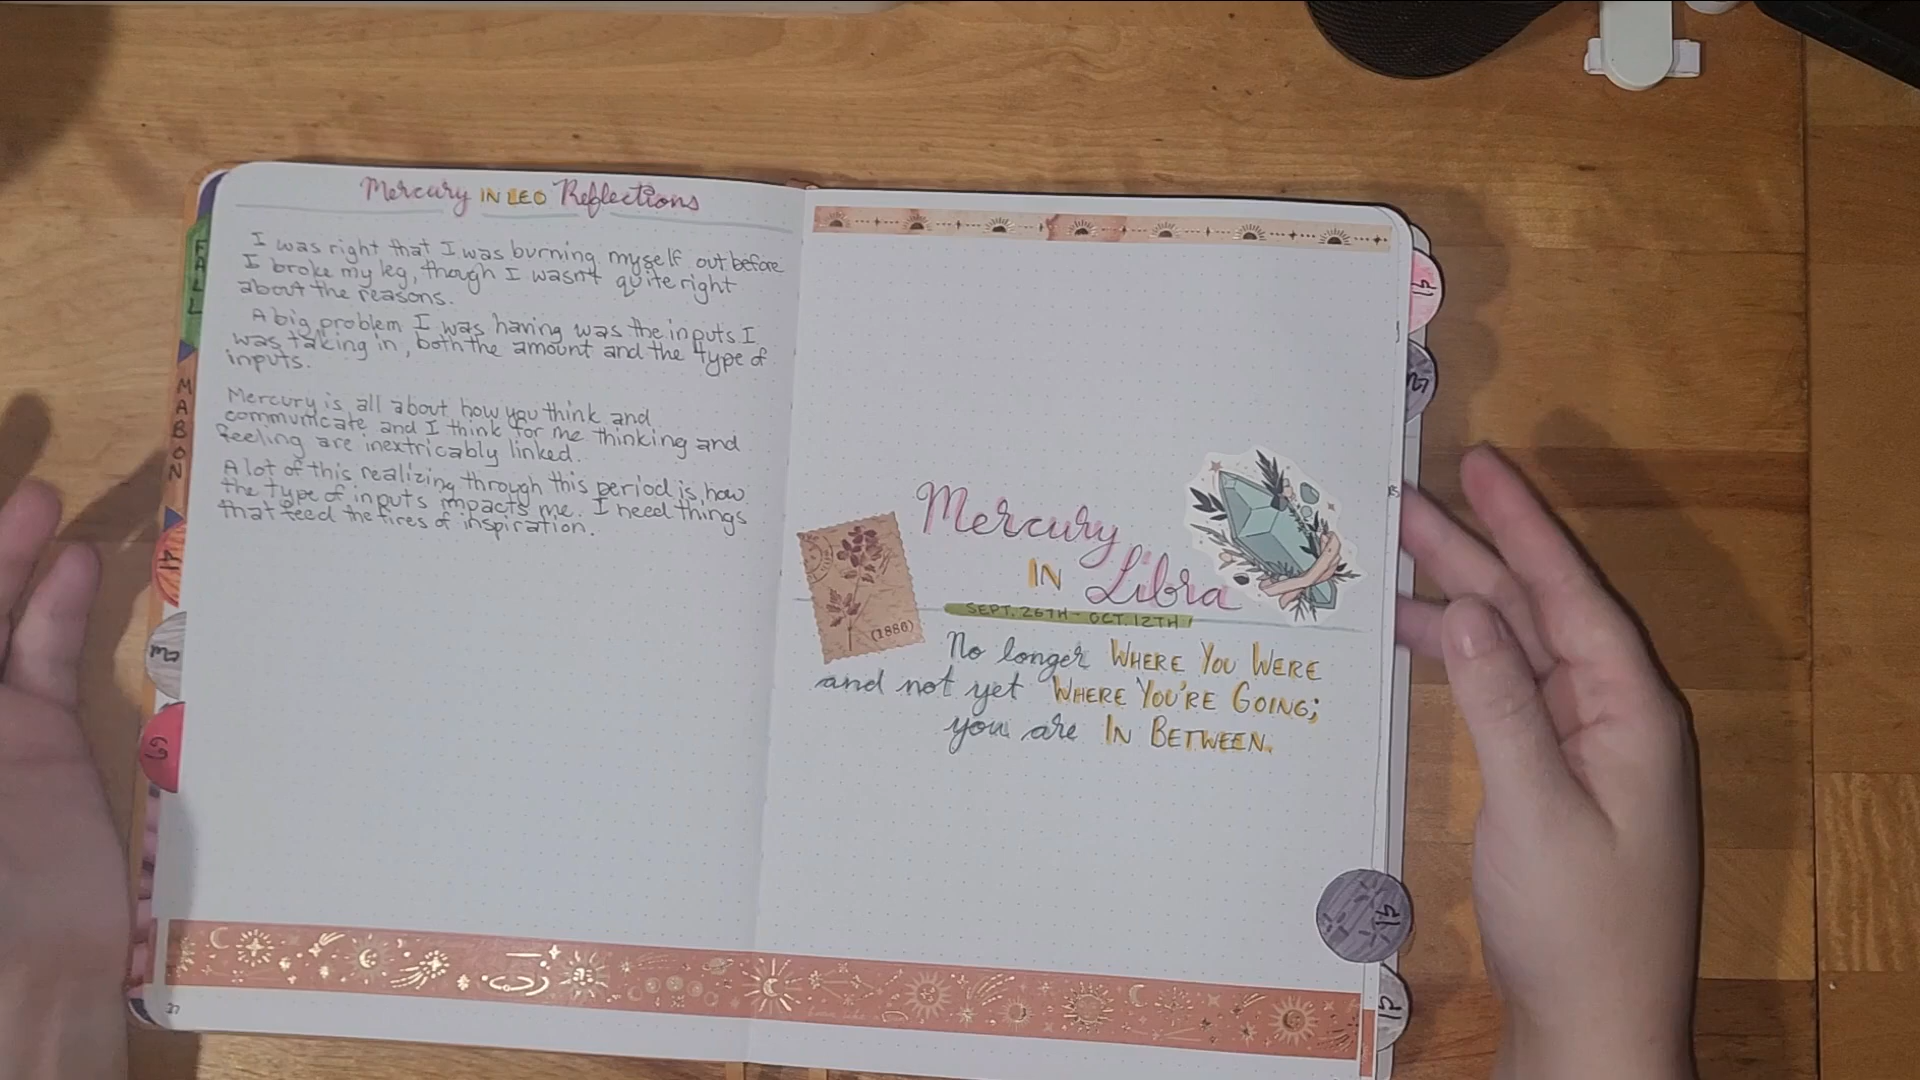 Mercury IN LEO Reflections
I was right that I was burning myself out before
I broke my leg, though I wasn't quite right
about the reasons.
A big problem I was having was the inputs I
was taking in, both the amount and the type of
inputs.
Mercury is all about how you think and
communicate and I think for me thinking and
feeling are inextricably linked.
A lot of this realizing through this period is how
the type of inputs impacts me. I need things
that feed the fires of inspiration.
37
FALL
MABON
Mercury
IN Libra
SEPT. 26TH - OCT. 12TH
(1886)
No longer WHERE YOU WERE
and not yet WHERE YOU'RE GOING;
you are IN BETWEEN.